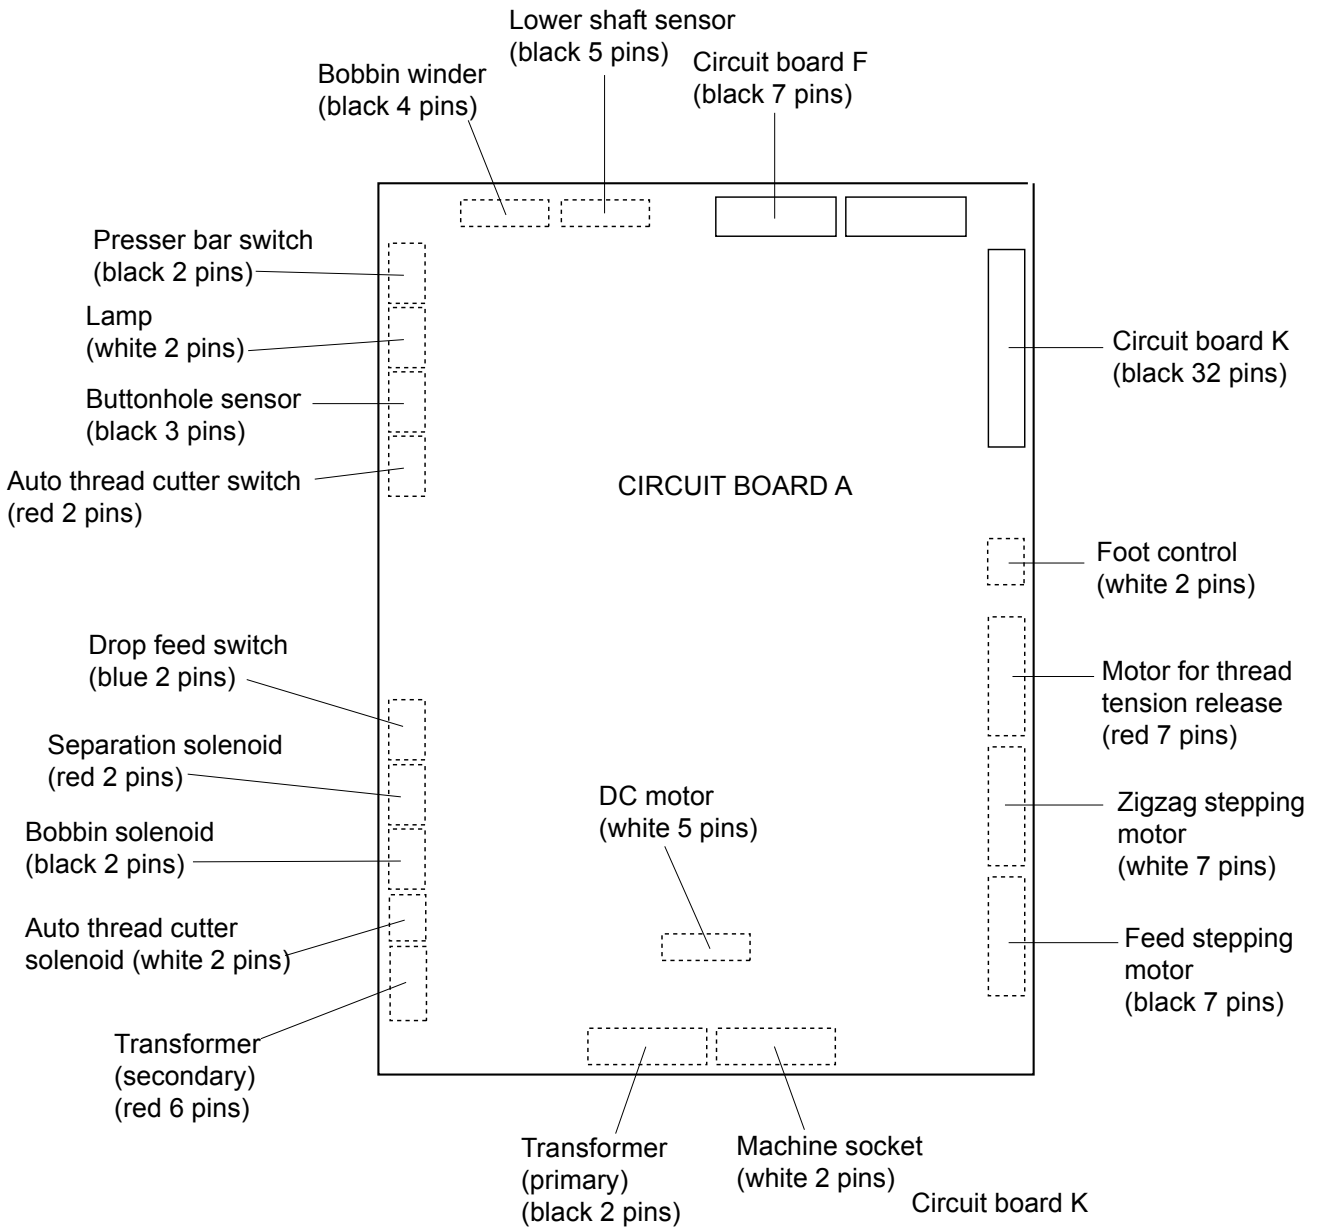 Lower shaft sensor
(black 5 pins)
Bobbin winder
(black 4 pins)
Circuit board F
(black 7 pins)
Presser bar switch
(black 2 pins)
Lamp
(white 2 pins)
Buttonhole sensor
(black 3 pins)
Auto thread cutter switch
(red 2 pins)
Circuit board K
(black 32 pins)
CIRCUIT BOARD A
Foot control
(white 2 pins)
Drop feed switch
(blue 2 pins)
Motor for thread
tension release
(red 7 pins)
Separation solenoid
(red 2 pins)
DC motor
(white 5 pins)
Zigzag stepping
motor
(white 7 pins)
Bobbin solenoid
(black 2 pins)
Auto thread cutter
solenoid (white 2 pins)
Feed stepping
motor
(black 7 pins)
Transformer
(secondary)
(red 6 pins)
Transformer
(primary)
(black 2 pins)
Machine socket
(white 2 pins)
Circuit board K